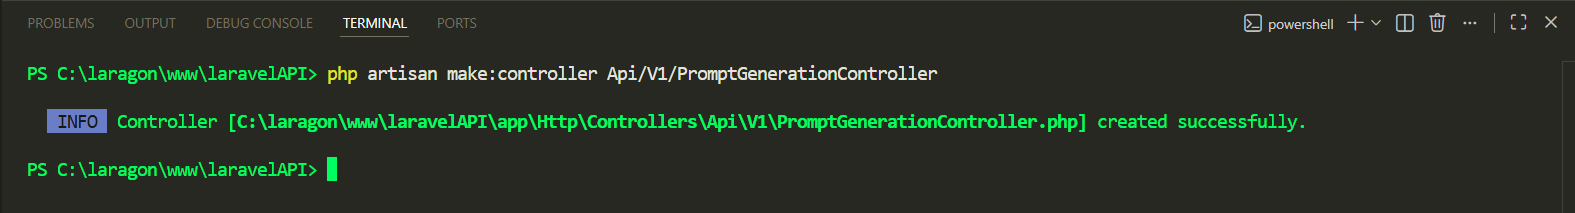 PROBLEMS OUTPUT DEBUG CONSOLE TERMINAL PORTS powershell
PS C:\laragon\www\laravelAPI> php artisan make:controller Api/V1/PromptGenerationController
INFO Controller [C:\laragon\www\laravelAPI\app\Http\Controllers\Api\V1\PromptGenerationController.php] created successfully.
PS C:\laragon\www\laravelAPI>